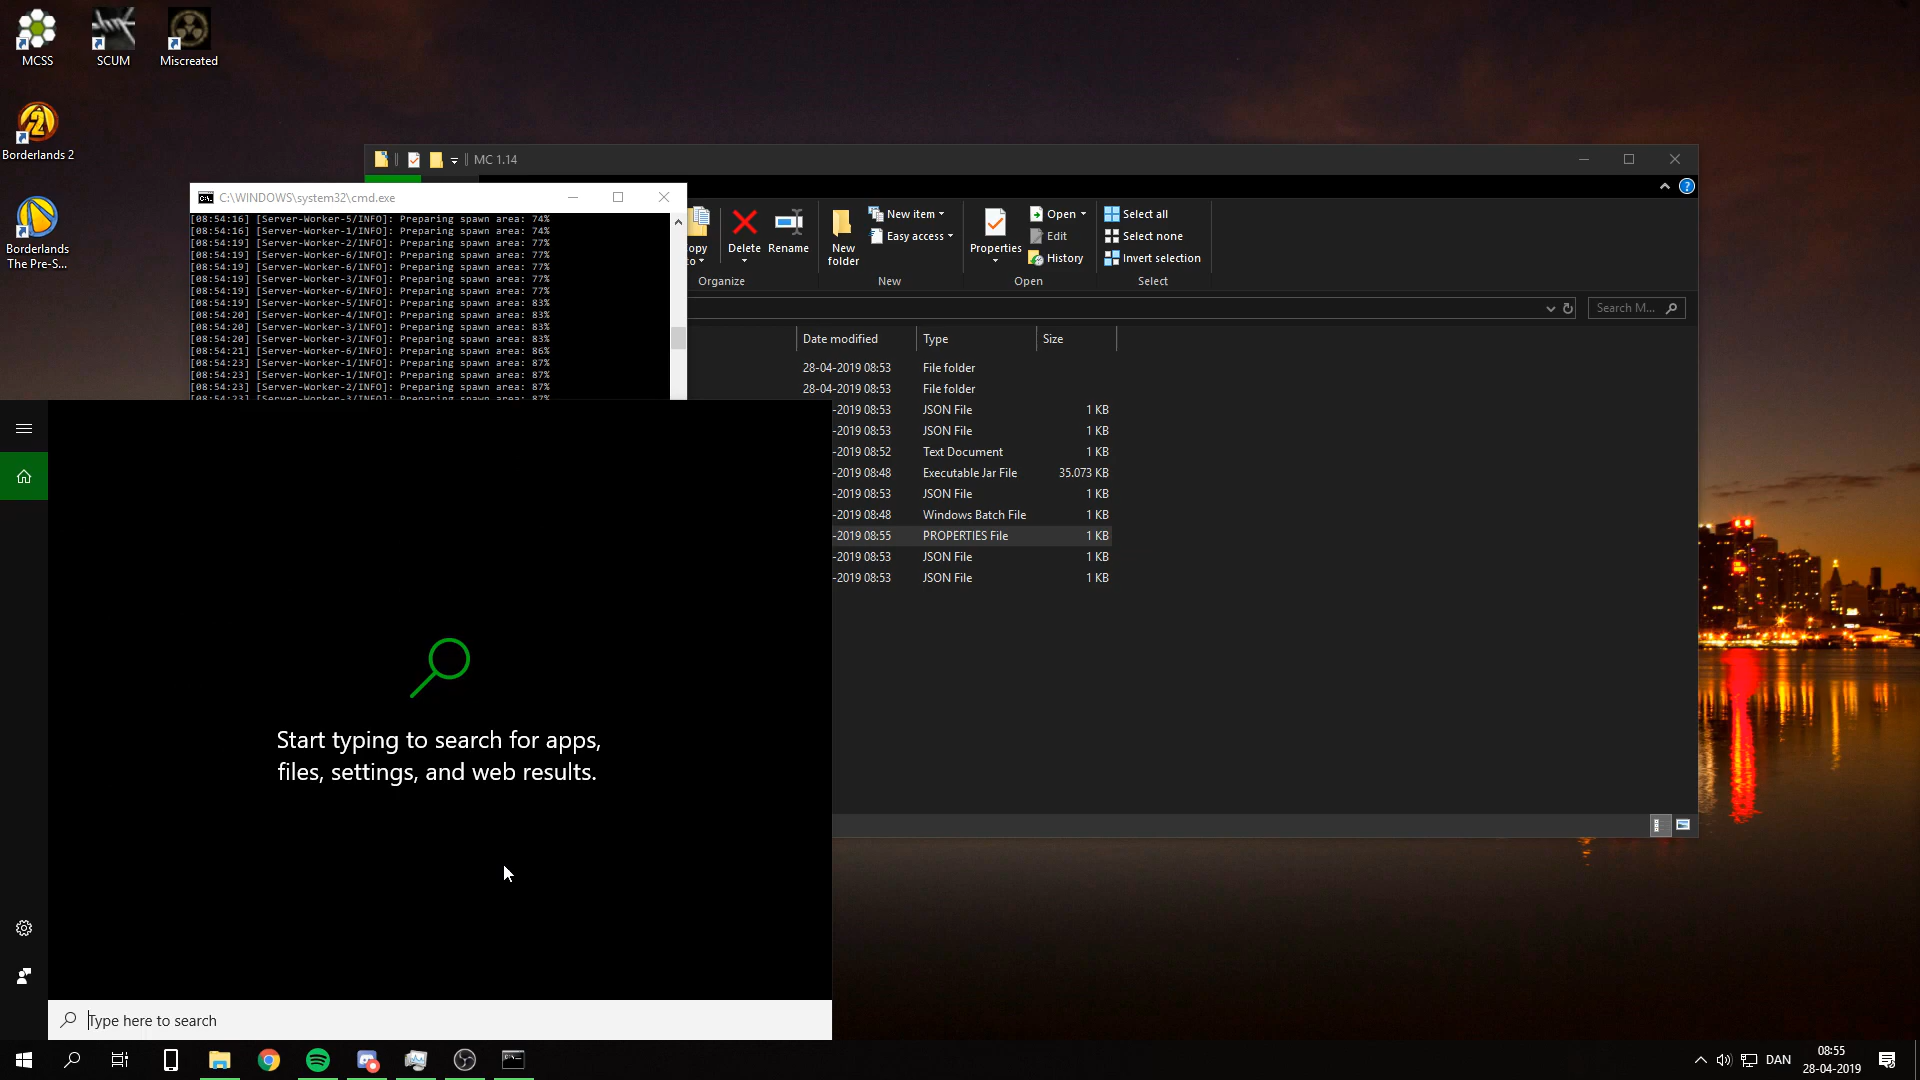 MCSS
SCUM
Miscreated
Borderlands 2
Borderlands
The Pre-S...
MC 1.14
C:\WINDOWS\system32\cmd.exe
[08:54:16] [Server-Worker-5/INFO]: Preparing spawn area: 74%
[08:54:16] [Server-Worker-1/INFO]: Preparing spawn area: 74%
[08:54:19] [Server-Worker-2/INFO]: Preparing spawn area: 77%
[08:54:19] [Server-Worker-6/INFO]: Preparing spawn area: 77%
[08:54:19] [Server-Worker-6/INFO]: Preparing spawn area: 77%
[08:54:19] [Server-Worker-3/INFO]: Preparing spawn area: 77%
[08:54:19] [Server-Worker-6/INFO]: Preparing spawn area: 77%
[08:54:19] [Server-Worker-5/INFO]: Preparing spawn area: 83%
[08:54:20] [Server-Worker-4/INFO]: Preparing spawn area: 83%
[08:54:20] [Server-Worker-3/INFO]: Preparing spawn area: 83%
[08:54:20] [Server-Worker-3/INFO]: Preparing spawn area: 83%
[08:54:21] [Server-Worker-6/INFO]: Preparing spawn area: 86%
[08:54:23] [Server-Worker-1/INFO]: Preparing spawn area: 87%
[08:54:23] [Server-Worker-1/INFO]: Preparing spawn area: 87%
[08:54:23] [Server-Worker-2/INFO]: Preparing spawn area: 87%
[08:54:23] [Server-Worker-3/INFO]: Preparing spawn area: 87%
opy
to
Delete
Rename
Organize
New
folder
New item
Easy access
New
Properties
Open
Edit
History
Open
Select all
Select none
Invert selection
Select
Search M...
Date modified Type Size
28-04-2019 08:53 File folder
28-04-2019 08:53 File folder
-2019 08:53 JSON File 1 KB
-2019 08:53 JSON File 1 KB
-2019 08:52 Text Document 1 KB
-2019 08:48 Executable Jar File 35.073 KB
-2019 08:53 JSON File 1 KB
-2019 08:48 Windows Batch File 1 KB
-2019 08:55 PROPERTIES File 1 KB
-2019 08:53 JSON File 1 KB
-2019 08:53 JSON File 1 KB
Start typing to search for apps,
files, settings, and web results.
Type here to search
DAN
08:55
28-04-2019